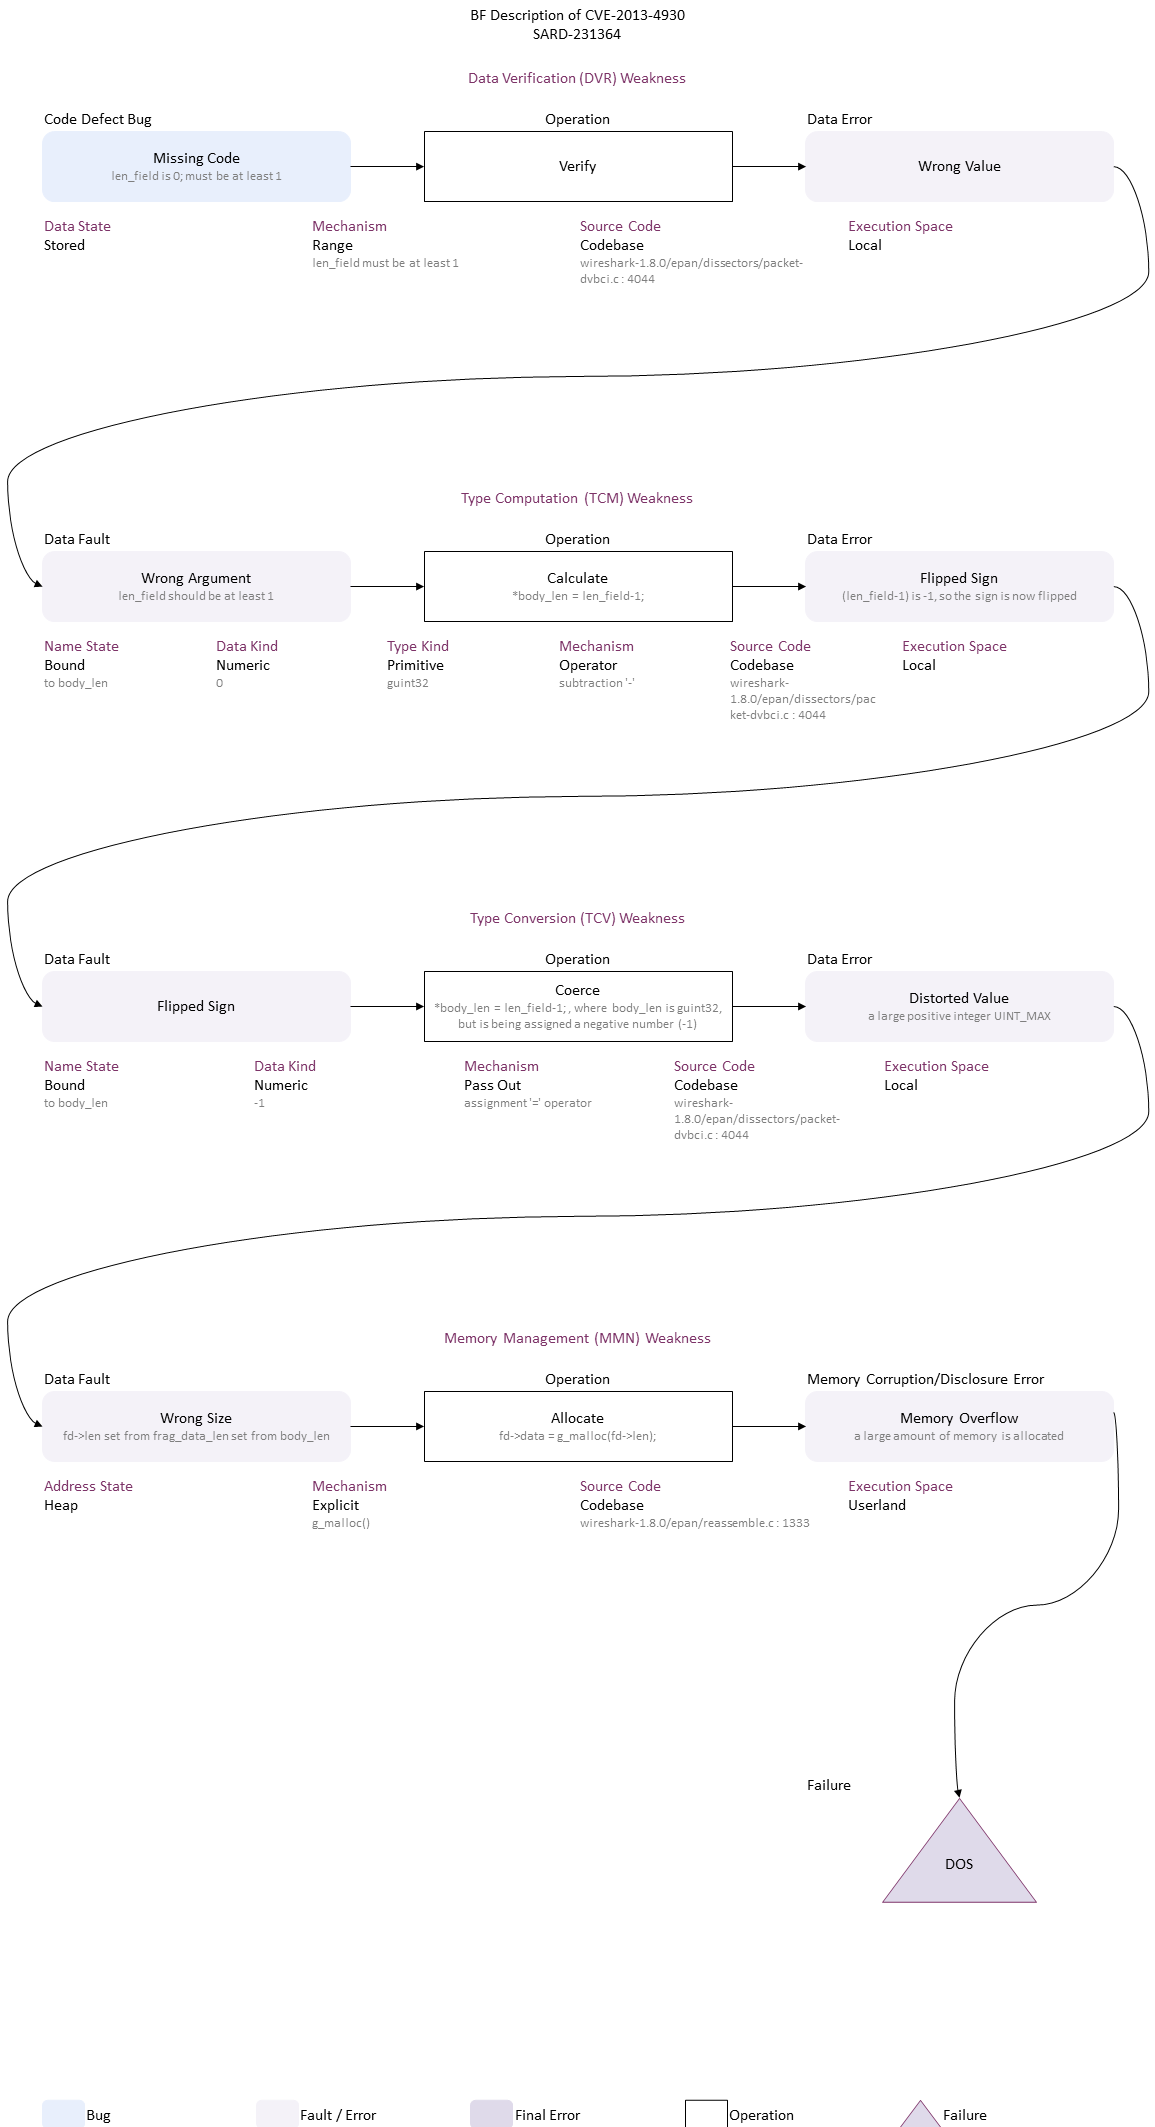 BF Description of CVE-2013-4930
SARD-231364
Data Verification (DVR) Weakness
Code Defect Bug
Operation
Data Error
Missing Code
len_field is 0; must be at least 1
Verify
Wrong Value
Data State
Mechanism
Source Code
Execution Space
Stored
Range
Codebase
Local
len_field must be at least 1
wireshark-1.8.0/epan/dissectors/packet-
dvbci.c : 4044
Type Computation (TCM) Weakness
Data Fault
Operation
Data Error
Wrong Argument
len_field should be at least 1
Calculate
*body_len = len_field-1;
Flipped Sign
(len_field-1) is -1, so the sign is now flipped
Name State
Data Kind
Type Kind
Mechanism
Source Code
Execution Space
Bound
Numeric
Primitive
Operator
Codebase
Local
to body_len
0
guint32
subtraction '-'
wireshark-
1.8.0/epan/dissectors/pac
ket-dvbci.c : 4044
Type Conversion (TCV) Weakness
Data Fault
Operation
Data Error
Flipped Sign
Coerce
*body_len = len_field-1; , where body_len is guint32,
but is being assigned a negative number (-1)
Distorted Value
a large positive integer UINT_MAX
Name State
Data Kind
Mechanism
Source Code
Execution Space
Bound
Numeric
Pass Out
Codebase
Local
to body_len
-1
assignment '=' operator
wireshark-
1.8.0/epan/dissectors/packet-
dvbci.c : 4044
Memory Management (MMN) Weakness
Data Fault
Operation
Memory Corruption/Disclosure Error
Wrong Size
fd->len set from frag_data_len set from body_len
Allocate
fd->data = g_malloc(fd->len);
Memory Overflow
a large amount of memory is allocated
Address State
Mechanism
Source Code
Execution Space
Heap
Explicit
Codebase
Userland
g_malloc()
wireshark-1.8.0/epan/reassemble.c : 1333
Failure
DOS
Bug
Fault / Error
Final Error
Operation
Failure